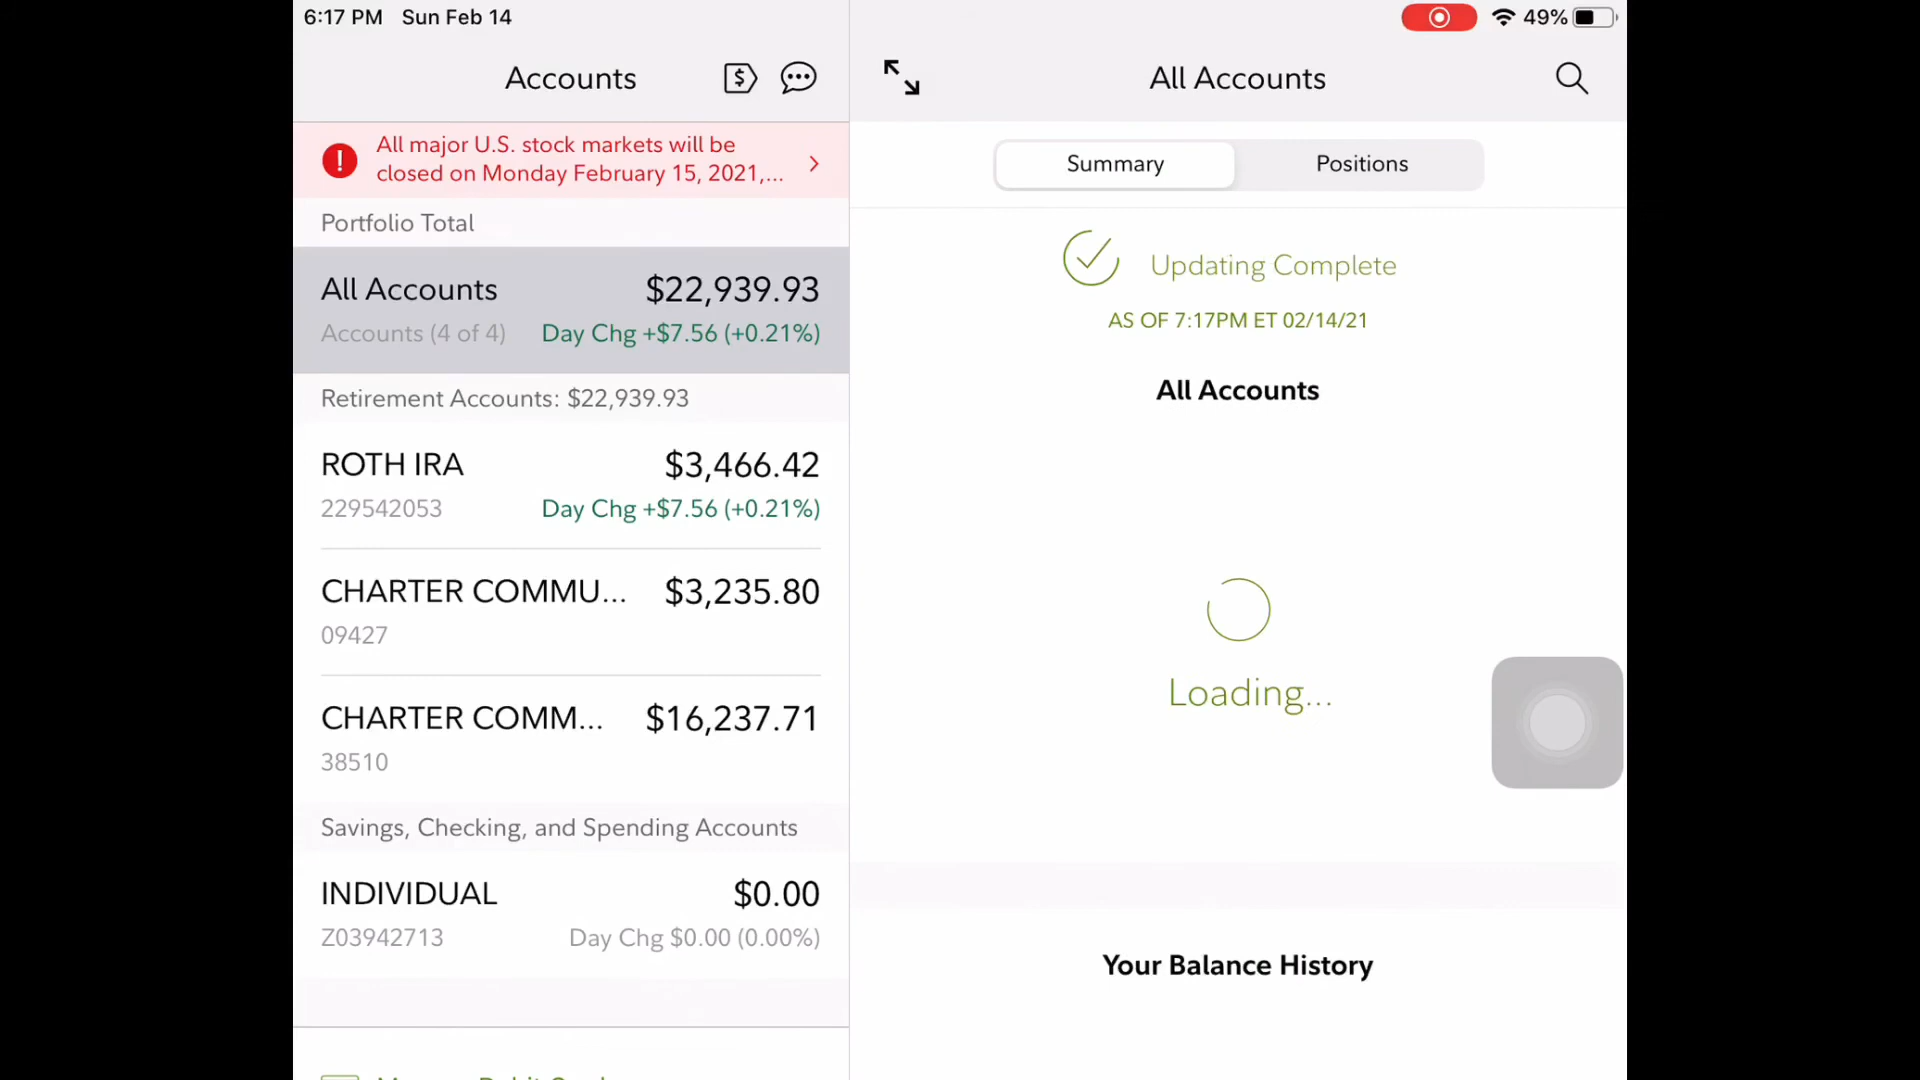 6:17 PM Sun Feb 14
49%
Accounts
$
All major U.S. stock markets will be
closed on Monday February 15, 2021,...
Portfolio Total
All Accounts $22,939.93
Accounts (4 of 4) Day Chg +$7.56 (+0.21%)
Retirement Accounts: $22,939.93
ROTH IRA $3,466.42
229542053 Day Chg +$7.56 (+0.21%)
CHARTER COMMU... $3,235.80
09427
CHARTER COMM... $16,237.71
38510
Savings, Checking, and Spending Accounts
INDIVIDUAL $0.00
Z03942713 Day Chg $0.00 (0.00%)
All Accounts
Summary Positions
Updating Complete
AS OF 7:17PM ET 02/14/21
All Accounts
Loading...
Your Balance History